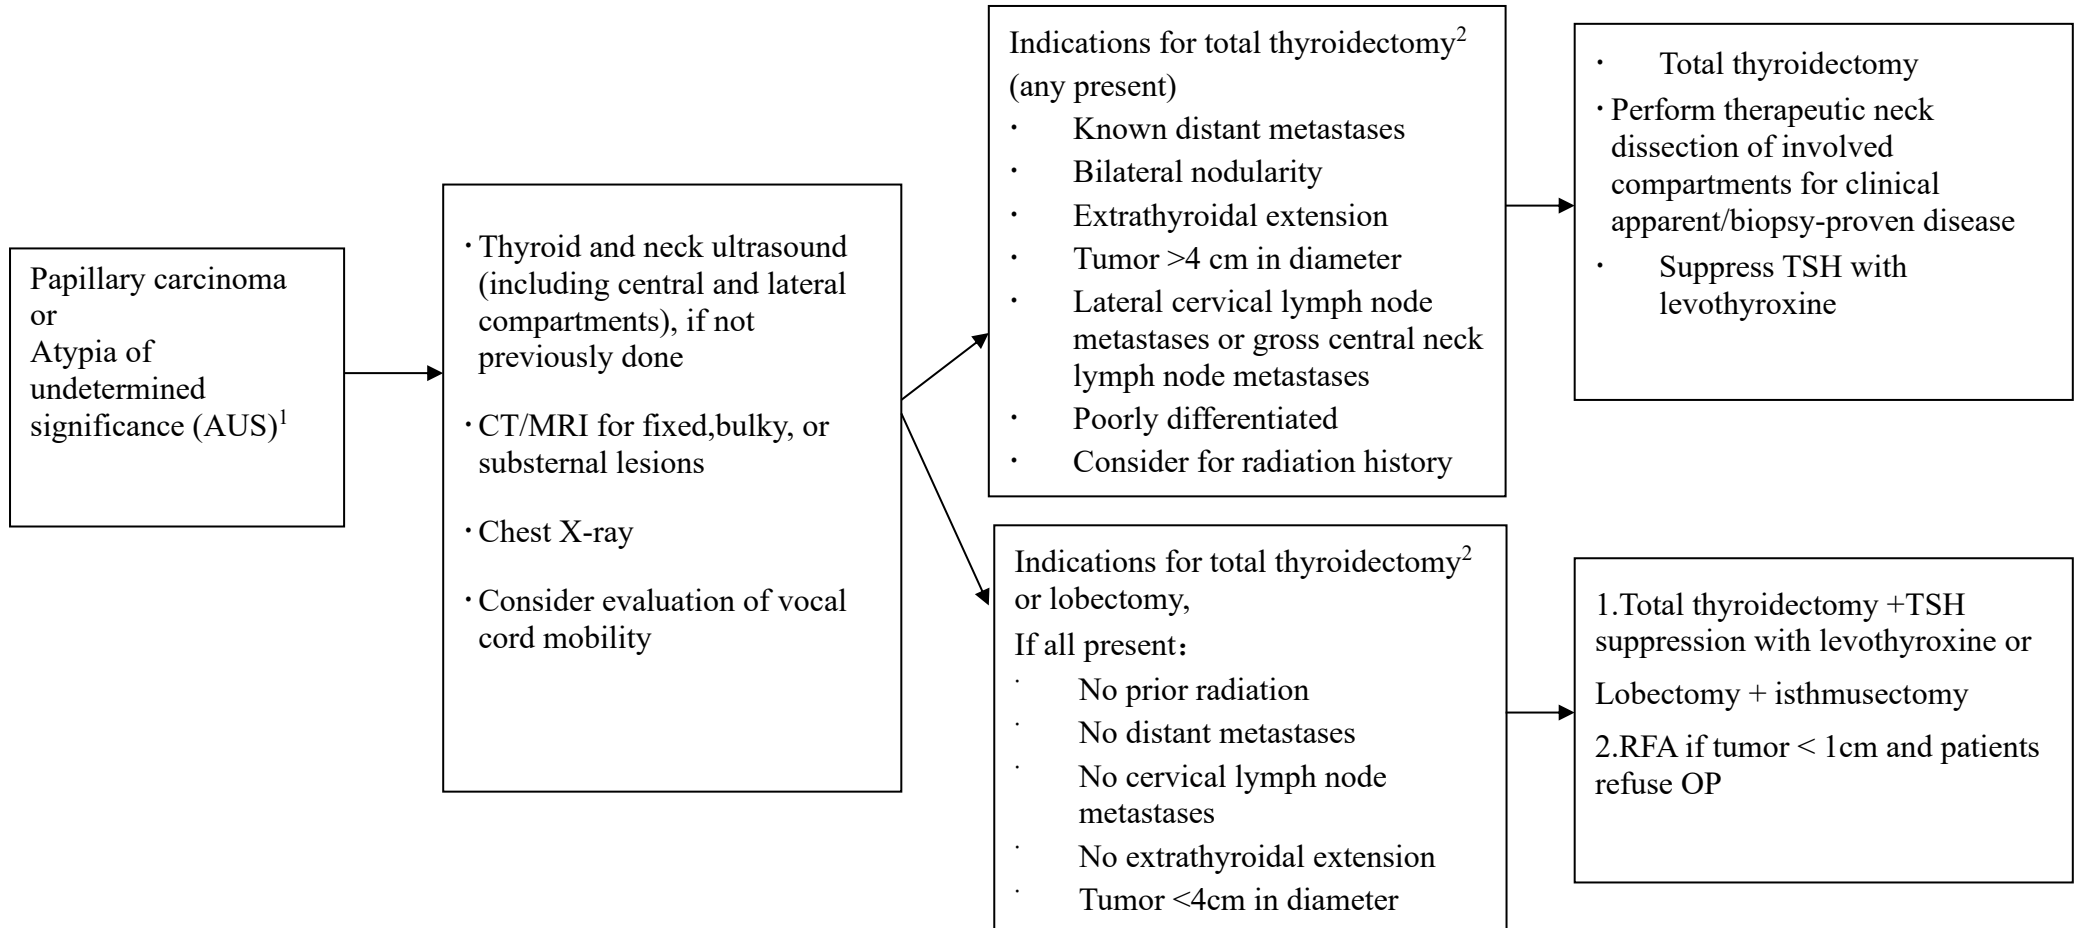 Papillary carcinoma
or
Atypia of
undetermined
significance (AUS)1
· Thyroid and neck ultrasound
(including central and lateral
compartments), if not
previously done
· CT/MRI for fixed,bulky, or
substernal lesions
· Chest X-ray
· Consider evaluation of vocal
cord mobility
Indications for total thyroidectomy2
(any present)
· Known distant metastases
· Bilateral nodularity
· Extrathyroidal extension
· Tumor >4 cm in diameter
· Lateral cervical lymph node
metastases or gross central neck
lymph node metastases
· Poorly differentiated
· Consider for radiation history
· Total thyroidectomy
· Perform therapeutic neck
dissection of involved
compartments for clinical
apparent/biopsy-proven disease
· Suppress TSH with
levothyroxine
Indications for total thyroidectomy2
or lobectomy,
If all present：
· No prior radiation
· No distant metastases
· No cervical lymph node
metastases
· No extrathyroidal extension
· Tumor <4cm in diameter
1.Total thyroidectomy +TSH
suppression with levothyroxine or
Lobectomy + isthmusectomy
2.RFA if tumor < 1cm and patients
refuse OP